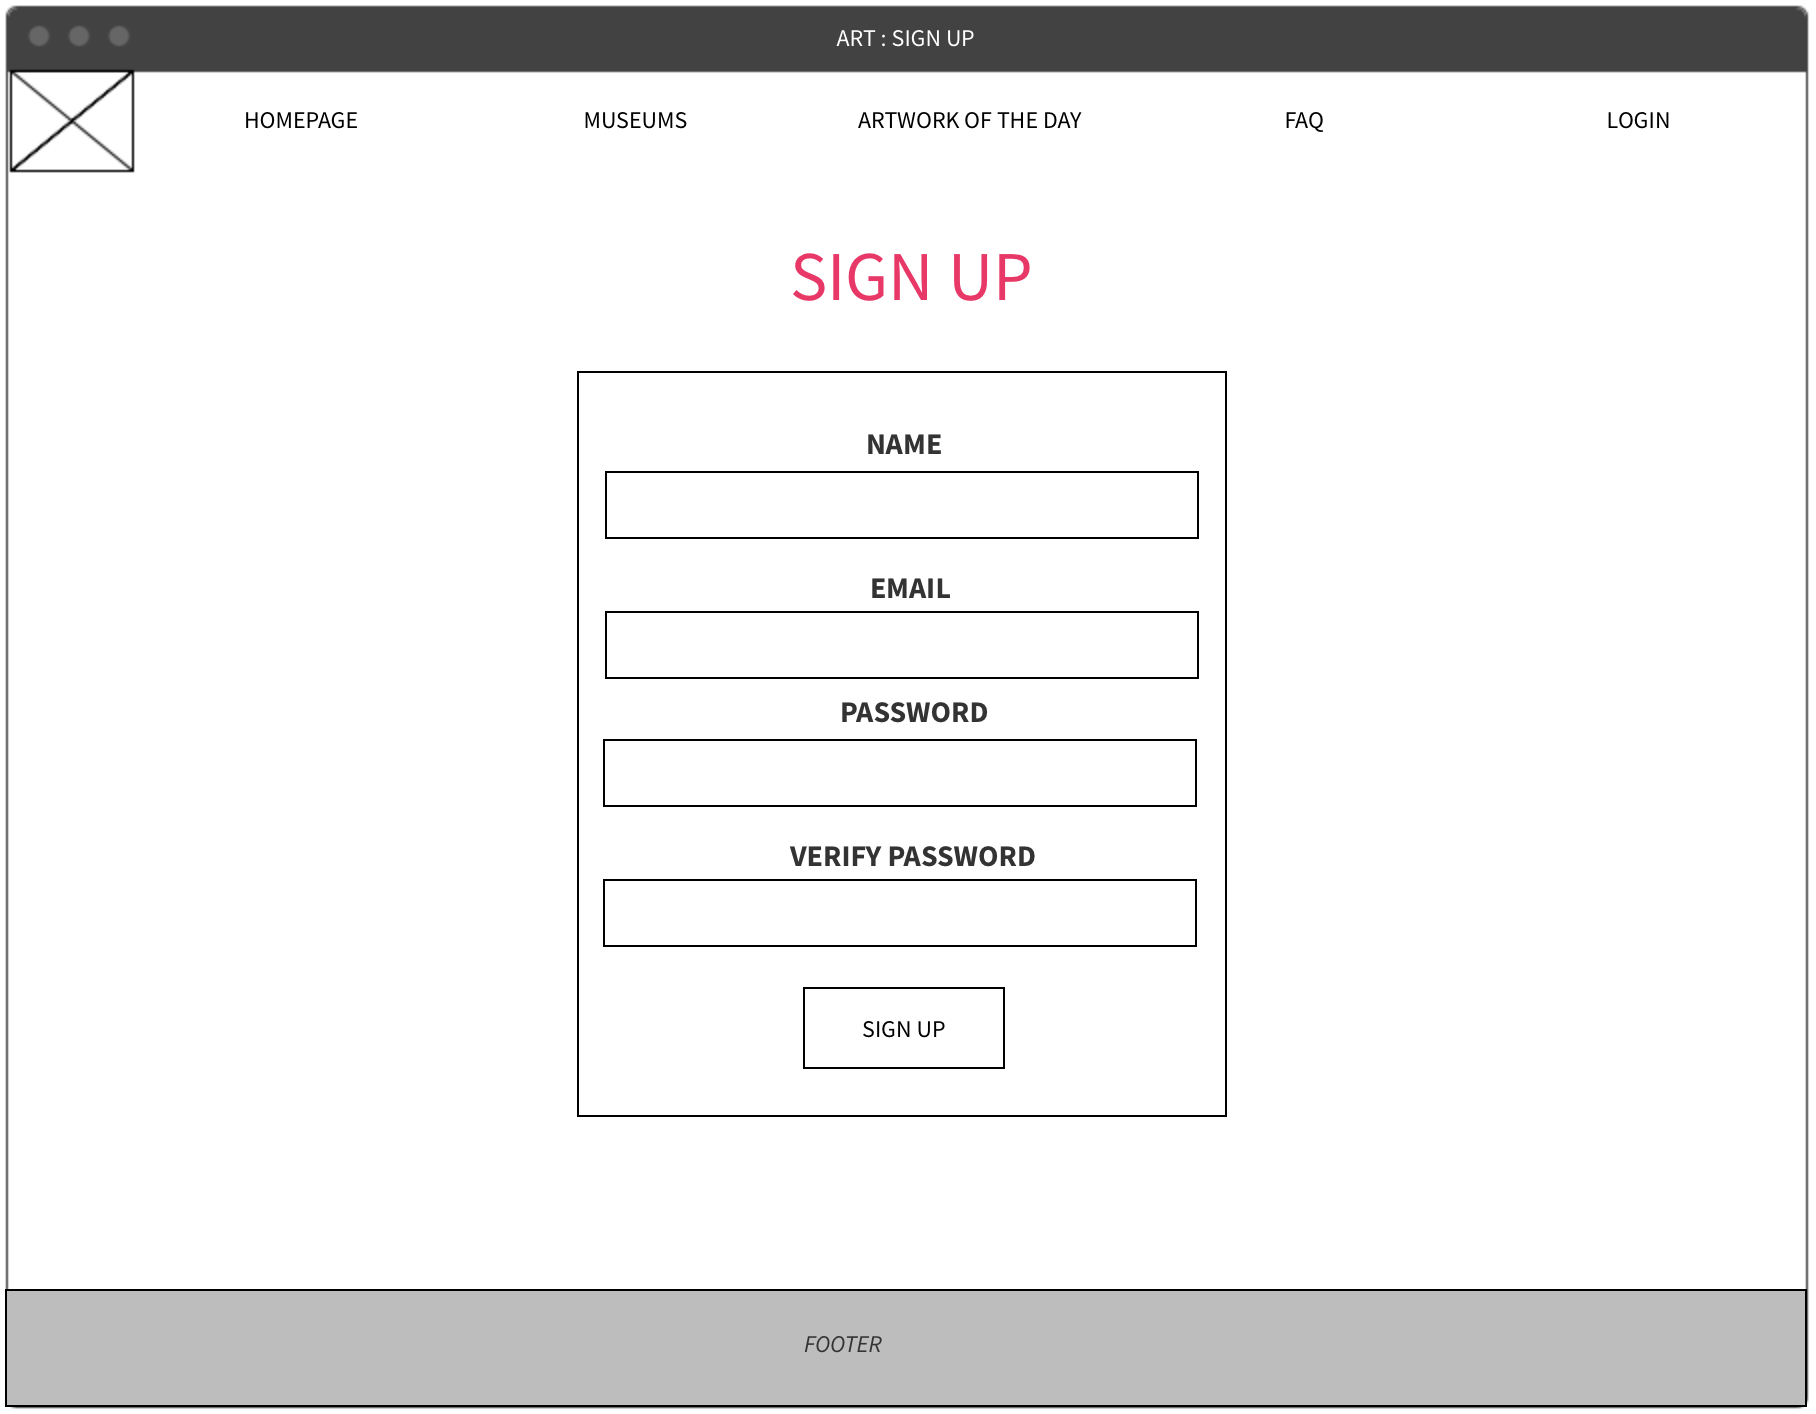 ART : SIGN UP
HOMEPAGE MUSEUMS ARTWORK OF THE DAY FAQ LOGIN
SIGN UP
NAME
EMAIL
PASSWORD
VERIFY PASSWORD
SIGN UP
FOOTER